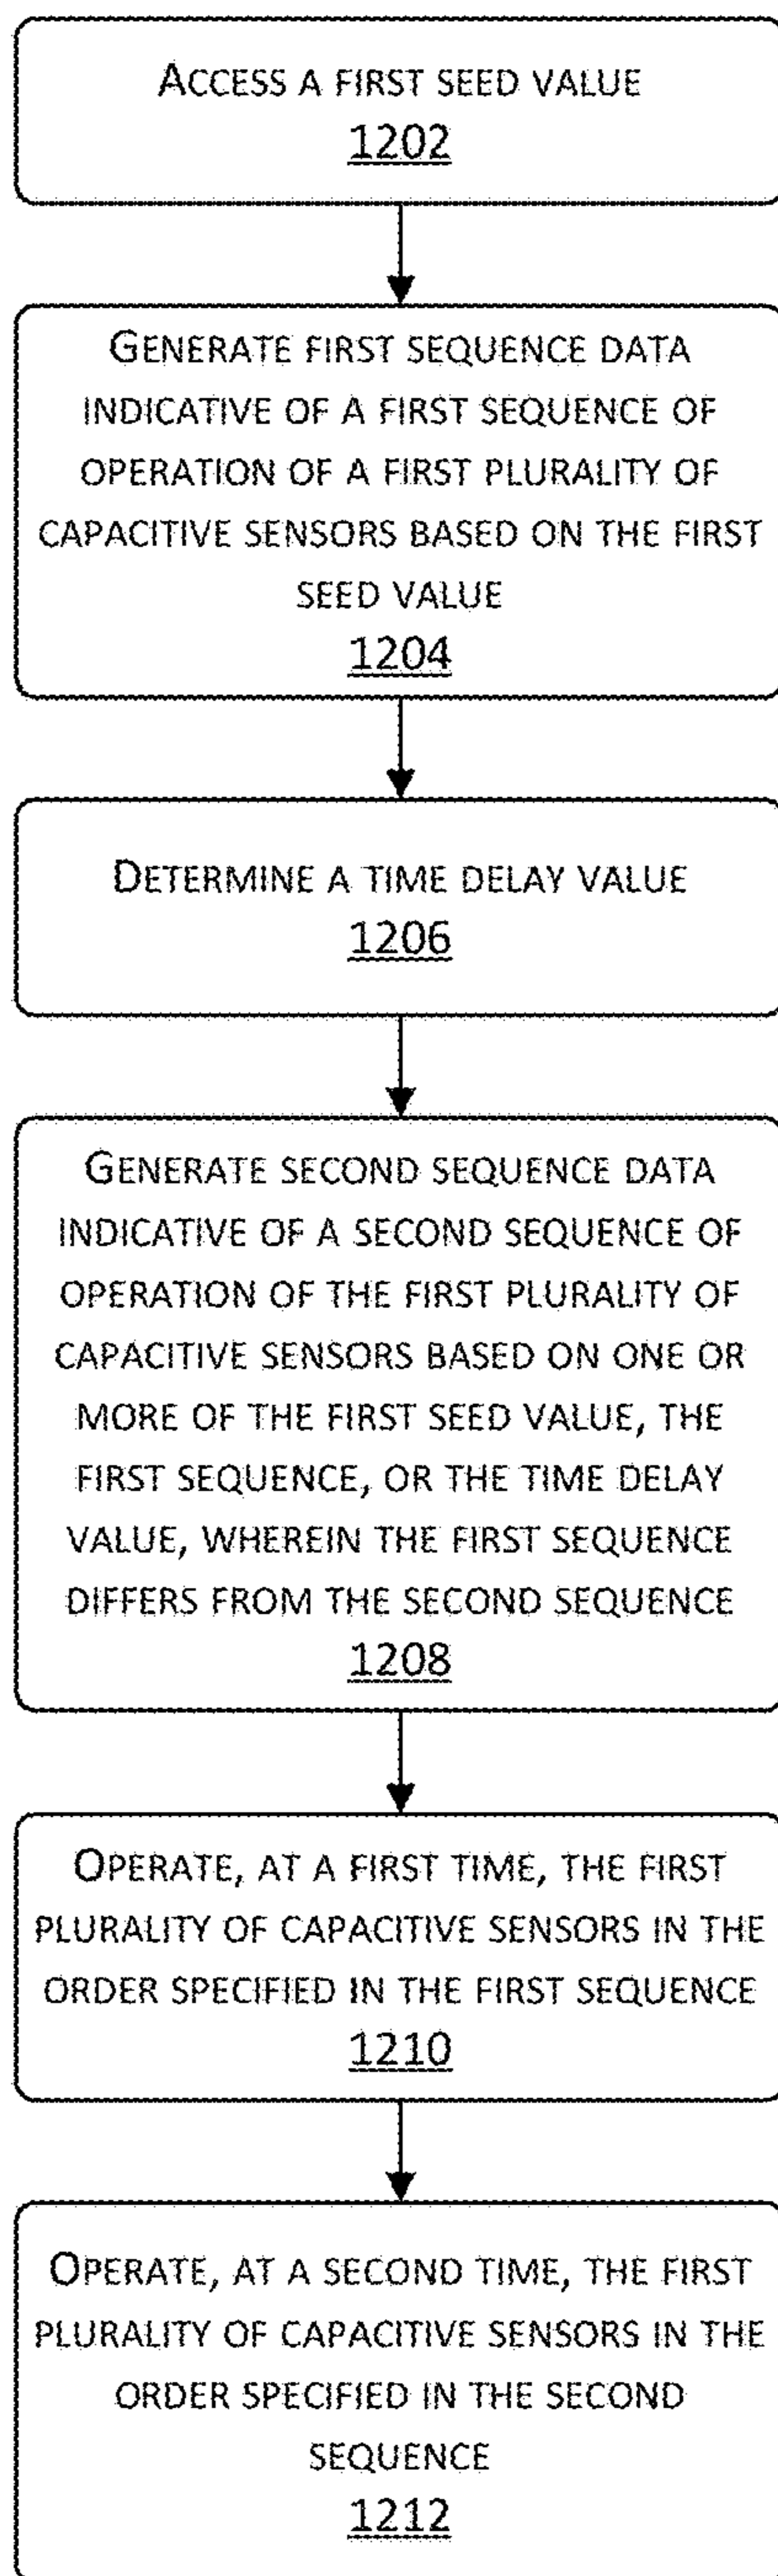 ACCESS A FIRST SEED VALUE
1202
GENERATE FIRST SEQUENCE DATA
INDICATIVE OF A FIRST SEQUENCE OF
OPERATION OF A FIRST PLURALITY OF
CAPACITIVE SENSORS BASED ON THE FIRST
SEED VALUE
1204
DETERMINE A TIME DELAY VALUE
1206
GENERATE SECOND SEQUENCE DATA
INDICATIVE OF A SECOND SEQUENCE OF
OPERATION OF THE FIRST PLURALITY OF
CAPACITIVE SENSORS BASED ON ONE OR
MORE OF THE FIRST SEED VALUE, THE
FIRST SEQUENCE, OR THE TIME DELAY
VALUE, WHEREIN THE FIRST SEQUENCE
DIFFERS FROM THE SECOND SEQUENCE
1208
OPERATE, AT A FIRST TIME, THE FIRST
PLURALITY OF CAPACITIVE SENSORS IN THE
ORDER SPECIFIED IN THE FIRST SEQUENCE
1210
OPERATE, AT A SECOND TIME, THE FIRST
PLURALITY OF CAPACITIVE SENSORS IN THE
ORDER SPECIFIED IN THE SECOND
SEQUENCE
1212